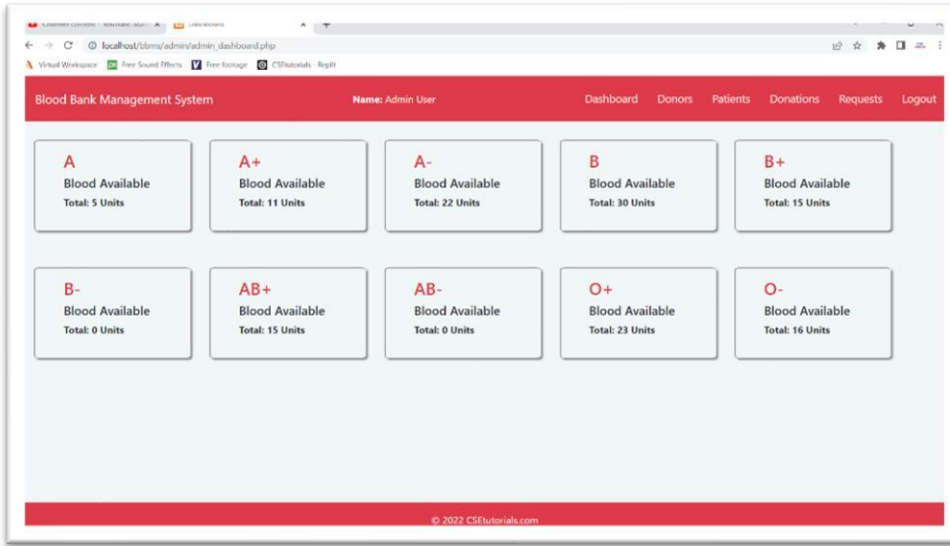 localhost/bbms/admin/admin_dashboard.php
Virtual Workspace Free Sound Effects Free footage CSEtutorials - Replit
Blood Bank Management System Name: Admin User Dashboard Donors Patients Donations Requests Logout
A A+ A- B B+
Blood Available Blood Available Blood Available Blood Available Blood Available
Total: 5 Units Total: 11 Units Total: 22 Units Total: 30 Units Total: 15 Units
B- AB+ AB- O+ O-
Blood Available Blood Available Blood Available Blood Available Blood Available
Total: 0 Units Total: 15 Units Total: 0 Units Total: 23 Units Total: 16 Units
© 2022 CSEtutorials.com